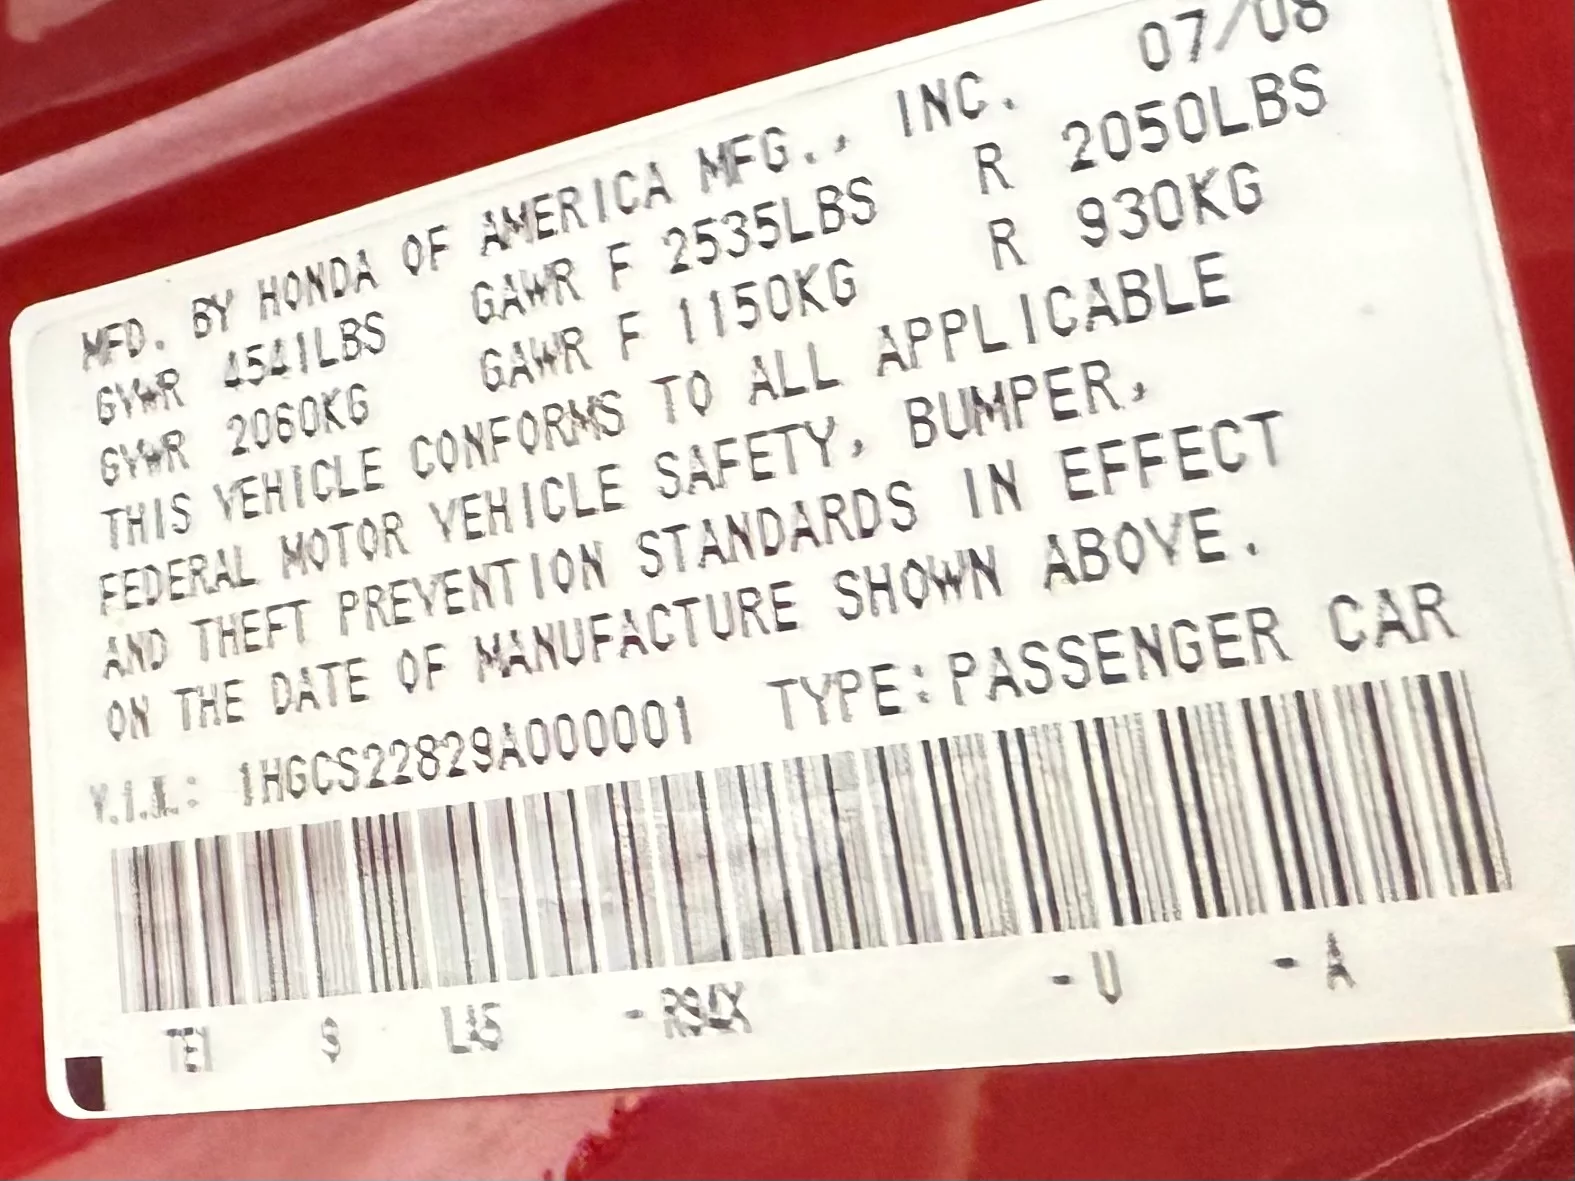 07/08
MFD. BY HONDA OF AMERICA MFG., INC.
GVWR 4541LBS GAWR F 2535LBS R 2050LBS
GVWR 2060KG GAWR F 1150KG R 930KG
THIS VEHICLE CONFORMS TO ALL APPLICABLE
FEDERAL MOTOR VEHICLE SAFETY, BUMPER,
AND THEFT PREVENTION STANDARDS IN EFFECT
ON THE DATE OF MANUFACTURE SHOWN ABOVE.
V.I.N.: 1HGCS22829A000001 TYPE:PASSENGER CAR
- U - A